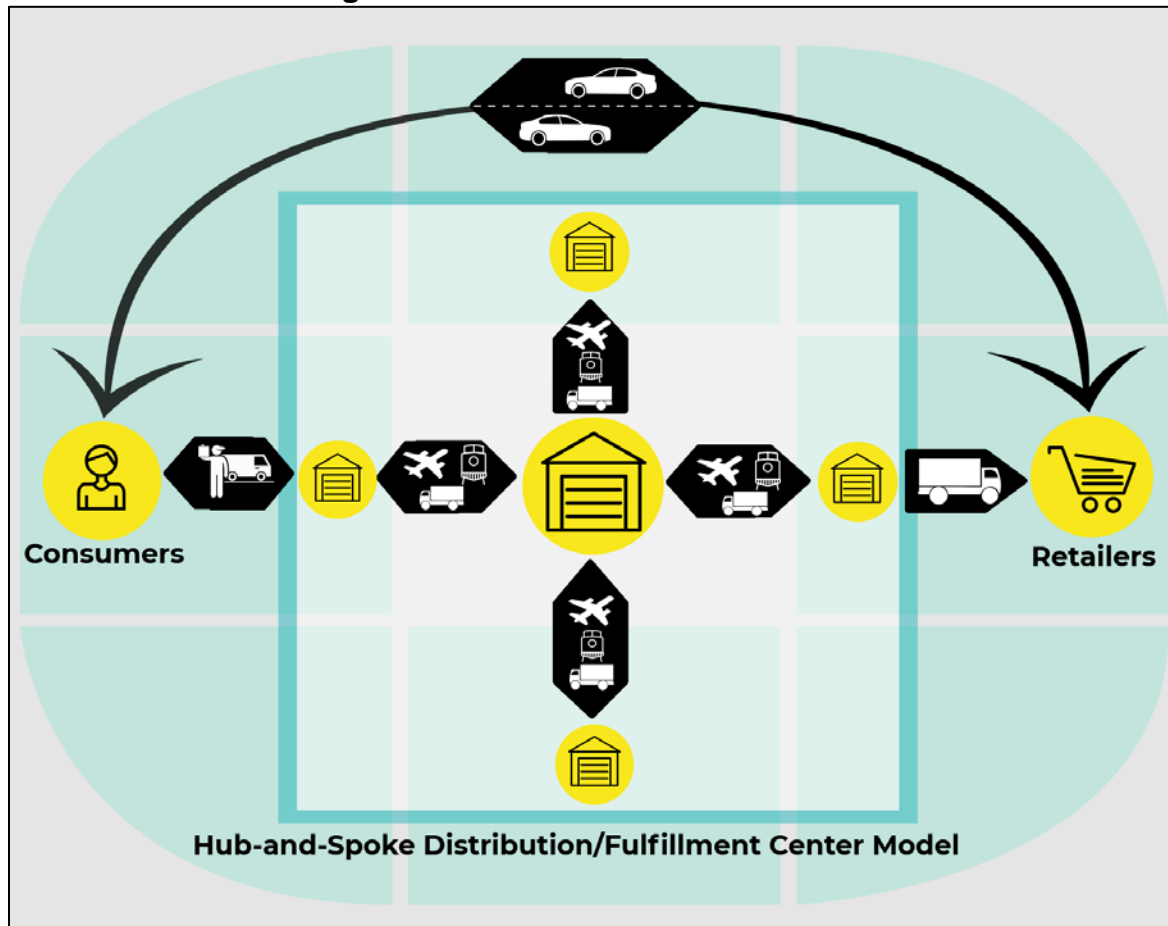 Consumers
Retailers
Hub-and-Spoke Distribution/Fulfillment Center Model